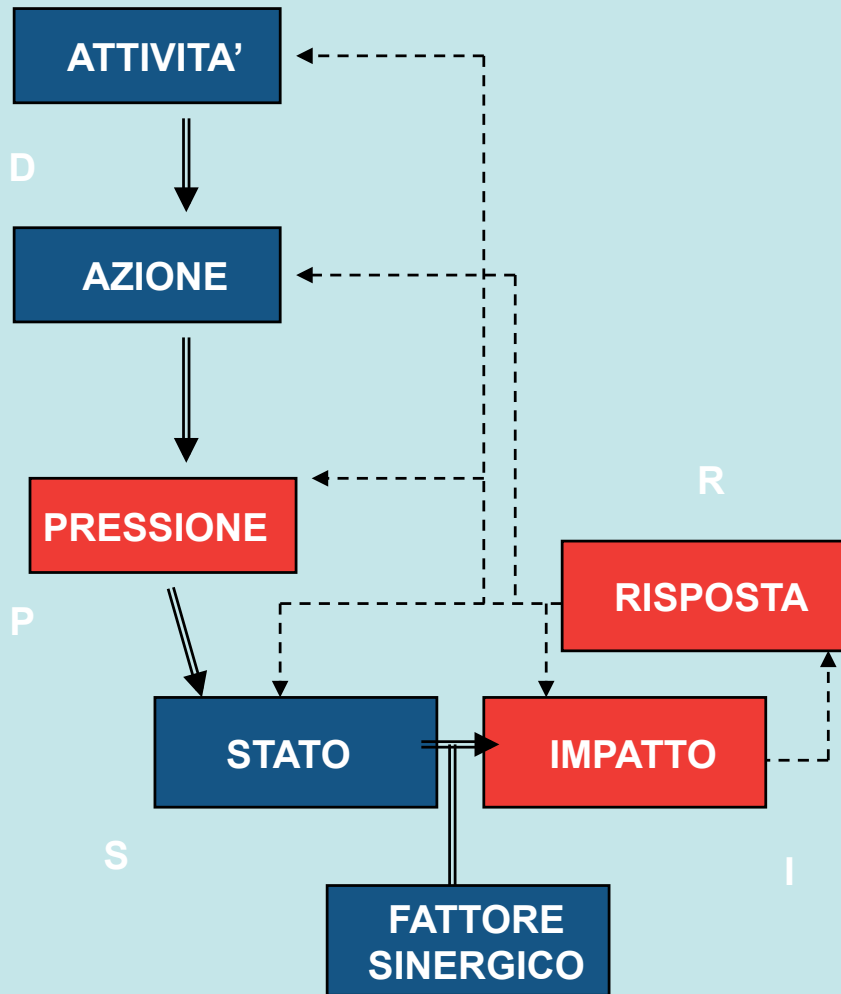 ATTIVITA’
D
AZIONE
R
PRESSIONE
RISPOSTA
P
STATO
IMPATTO
S
I
FATTORE
SINERGICO